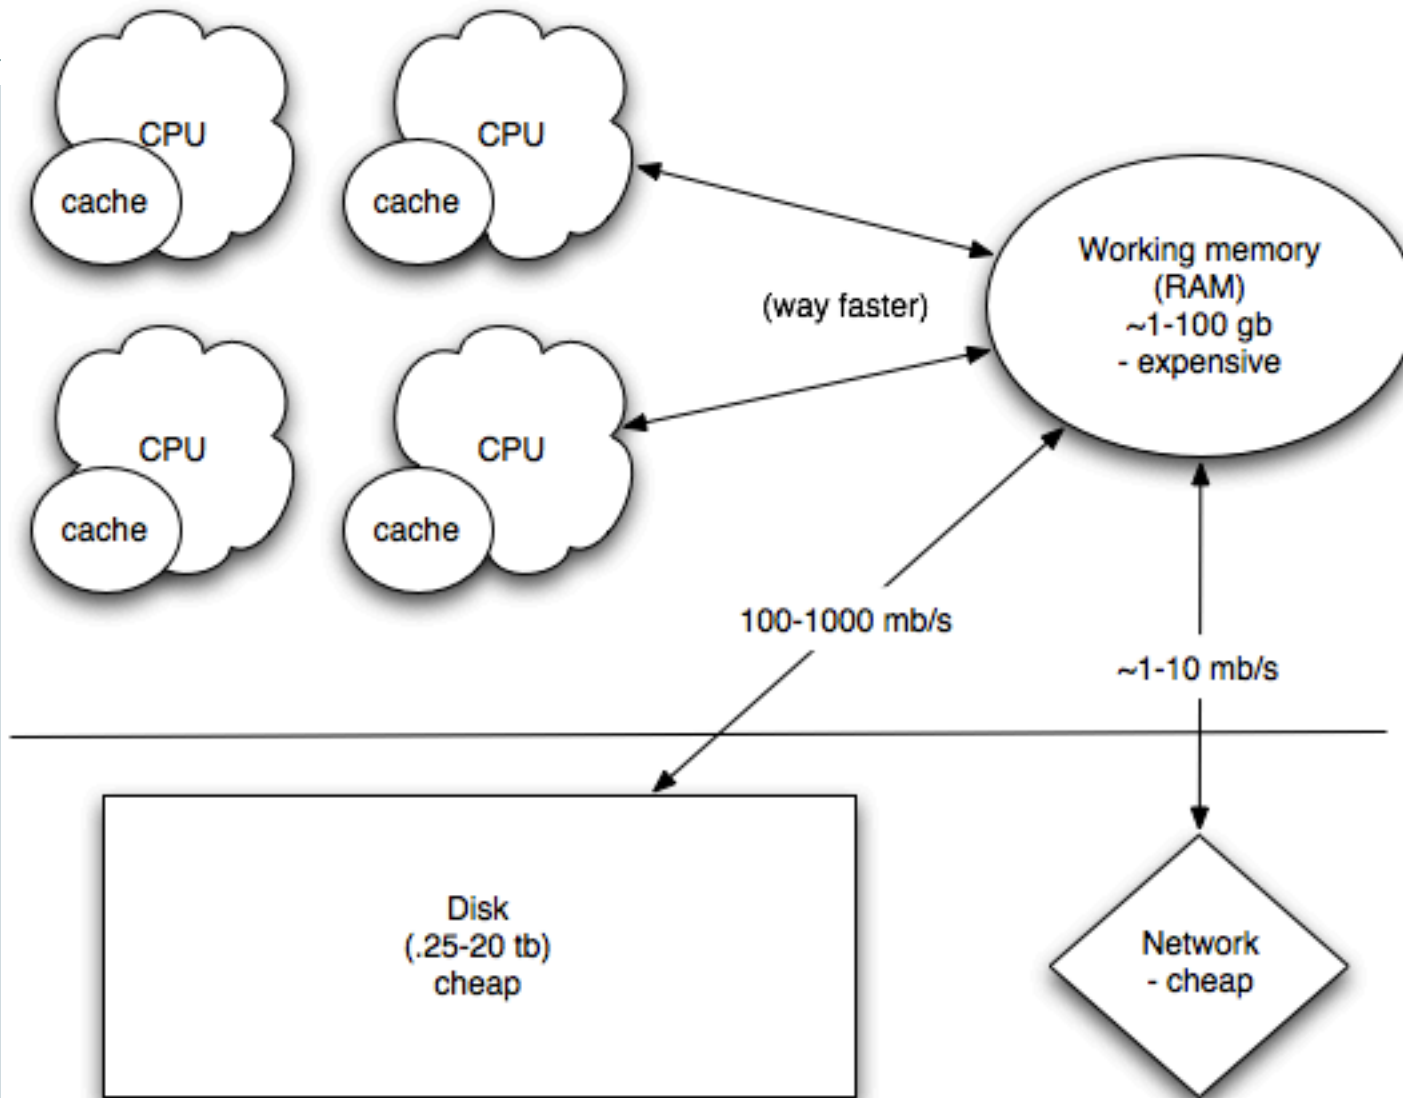 CPU
cache
CPU
cache
Working memory
(RAM)
~1-100 gb
- expensive
(way faster)
CPU
cache
CPU
cache
100-1000 mb/s
~1-10 mb/s
Disk
(.25-20 tb)
cheap
Network
- cheap